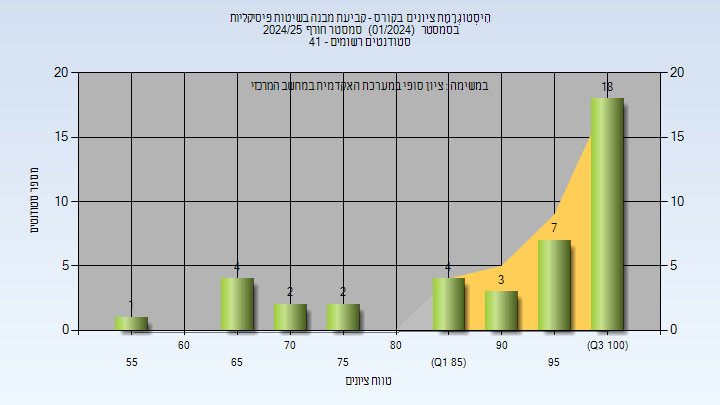 היסטוגרמת ציונים בקורס - קביעת מבנה בשיטות פיסיקליות
בסמסטר (01/2024) סמסטר חורף 2024/25
סטודנטים רשומים - 41
במשימה : ציון סופי במערכת האקדמית במחשב המרכזי
20 20
15 15
10 10
5 5
0 0
מספר סטודנטים
1 4 2 2 4 3 7 18
60 70 80 90 (Q3 100)
55 65 75 (Q1 85) 95
טווח ציונים